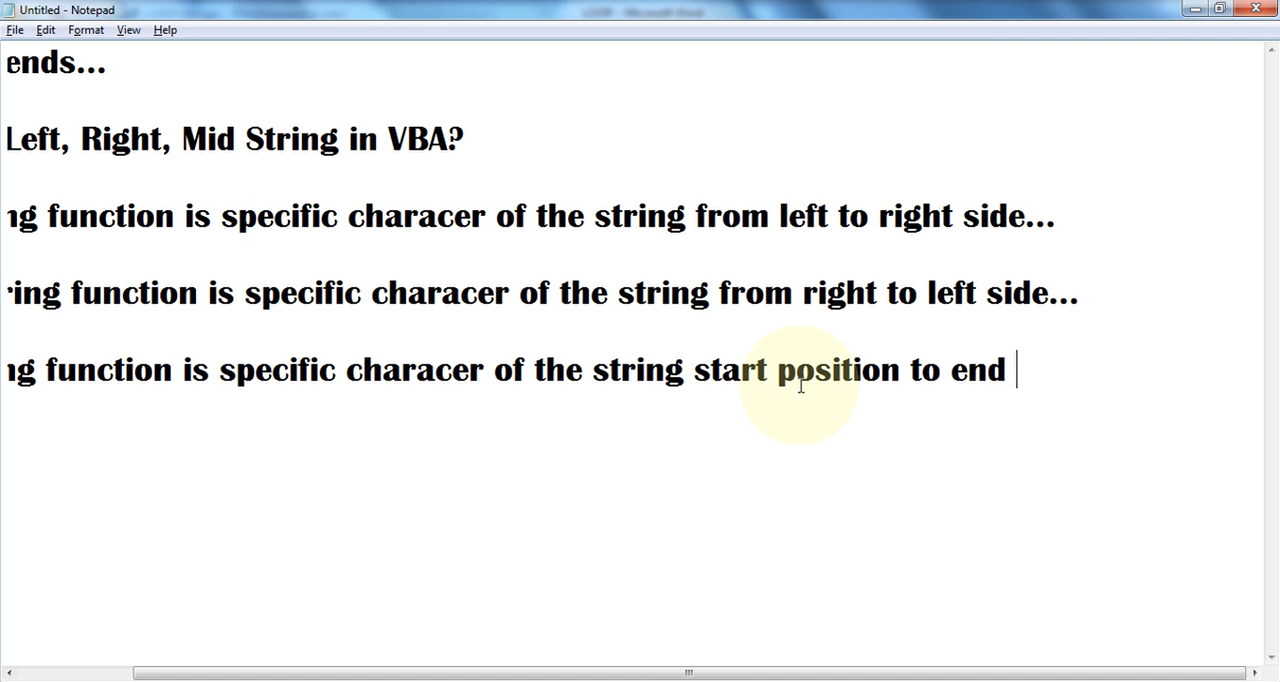 Untitled - Notepad
File Edit Format View Help
ends...
Left, Right, Mid String in VBA?
ng function is specific characer of the string from left to right side...
ring function is specific characer of the string from right to left side...
ng function is specific characer of the string start position to end